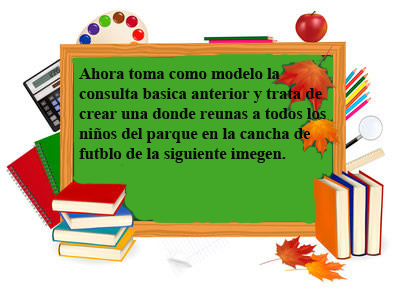 Ahora toma como modelo la
consulta basica anterior y trata de
crear una donde reunas a todos los
niños del parque en la cancha de
futblo de la siguiente imegen.